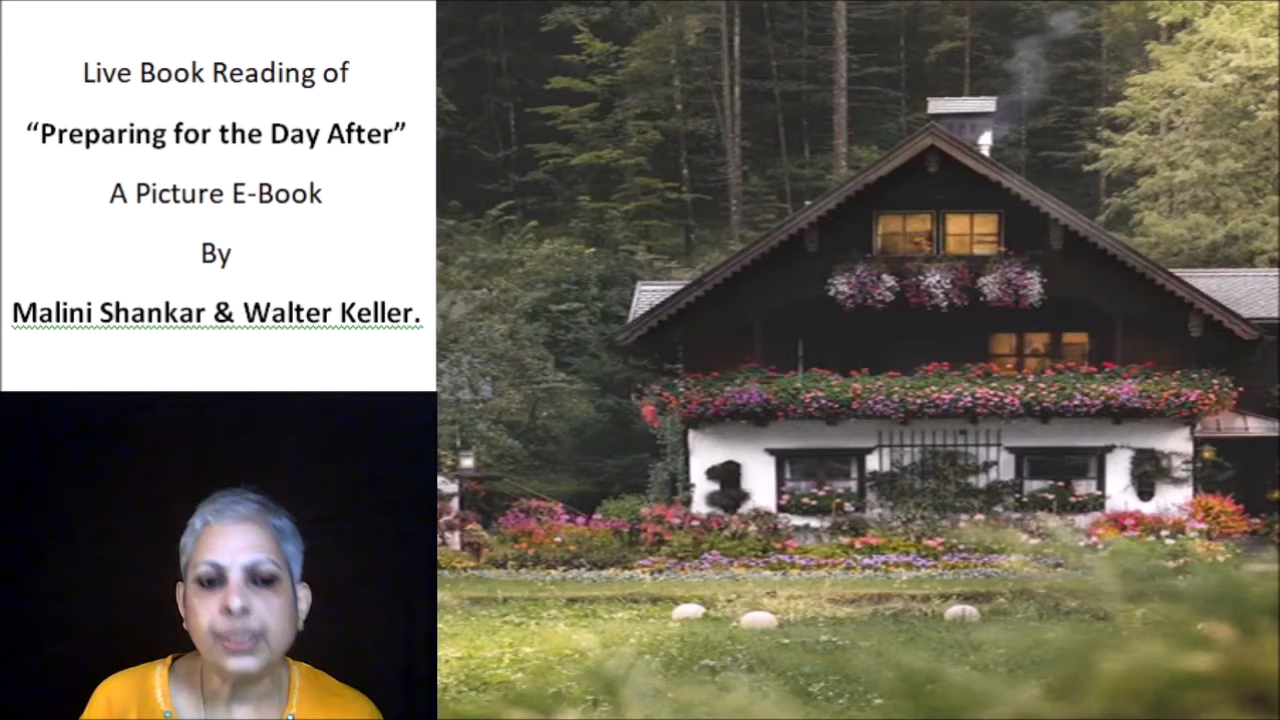 Live Book Reading of
“Preparing for the Day After”
A Picture E-Book
By
Malini Shankar & Walter Keller.